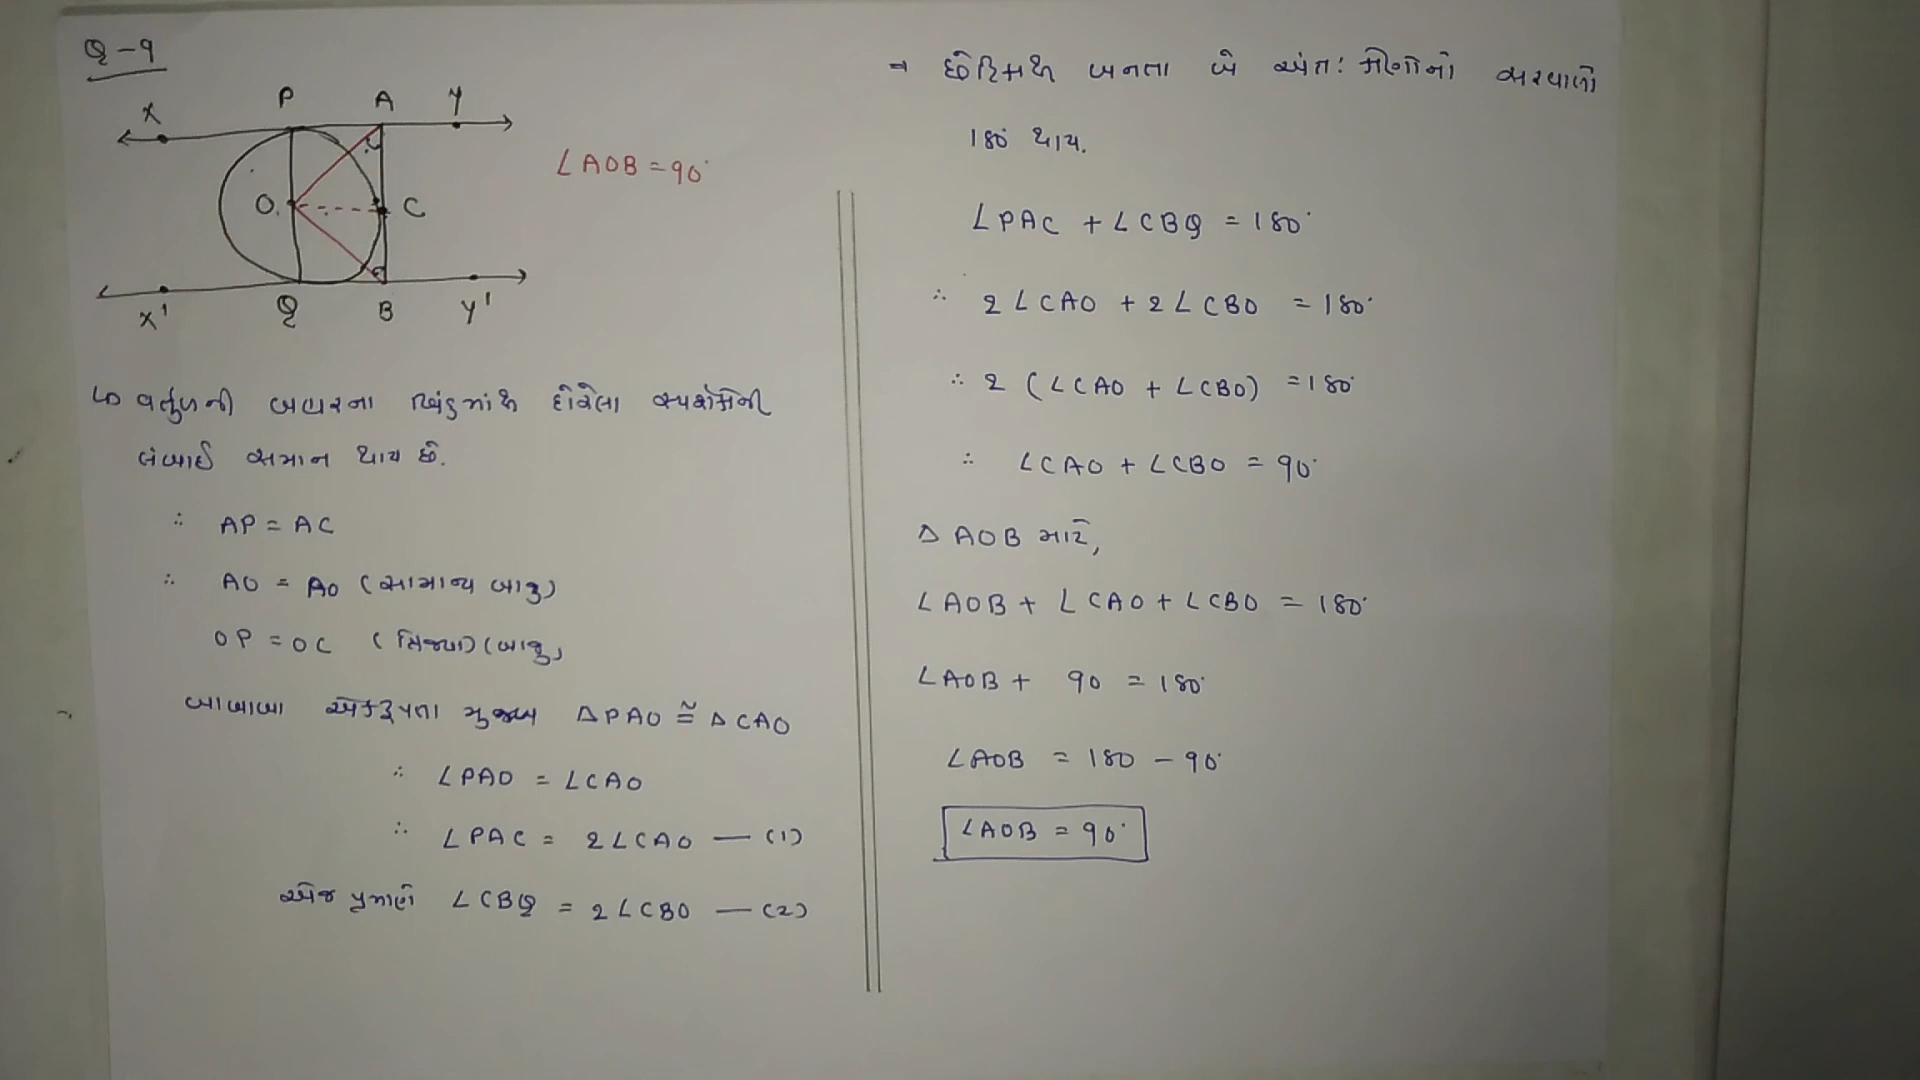 Q-9
X P A Y
∠AOB = 90°
O C
X' Q B Y'
વર્તુળની બહારના બિંદુમાંથી દોરેલા સ્પર્શકોની
લંબાઈ સમાન થાય છે.
∴ AP = AC
∴ AO = AO (સામાન્ય બાજુ)
OP = OC (ત્રિજ્યા) (બાજુ)
બાબાબા એકરૂપતા મુજબ △PAO ≅ △CAO
∴ ∠PAO = ∠CAO
∴ ∠PAC = 2∠CAO — (1)
એજ પ્રમાણે ∠CBQ = 2∠CBO — (2)
→ બનતા બે અંતઃકોણોનો સરવાળો
180° થાય.
∠PAC + ∠CBQ = 180°
∴ 2∠CAO + 2∠CBO = 180°
∴ 2 (∠CAO + ∠CBO) = 180°
∴ ∠CAO + ∠CBO = 90°
△AOB માટે,
∠AOB + ∠CAO + ∠CBO = 180°
∠AOB + 90 = 180°
∠AOB = 180 − 90°
∠AOB = 90°